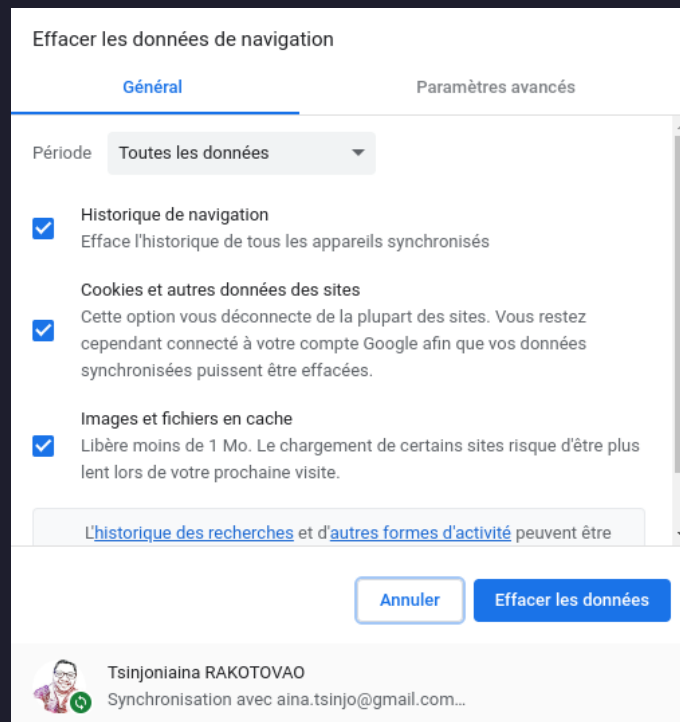 Effacer les données de navigation
Général
Paramètres avancés
Période
Toutes les données
Historique de navigation
Efface l'historique de tous les appareils synchronisés
Cookies et autres données des sites
Cette option vous déconnecte de la plupart des sites. Vous restez
cependant connecté à votre compte Google afin que vos données
synchronisées puissent être effacées.
Images et fichiers en cache
Libère moins de 1 Mo. Le chargement de certains sites risque d'être plus
lent lors de votre prochaine visite.
L'historique des recherches et d'autres formes d'activité peuvent être
Annuler
Effacer les données
Tsinjoniaina RAKOTOVAO
Synchronisation avec aina.tsinjo@gmail.com…